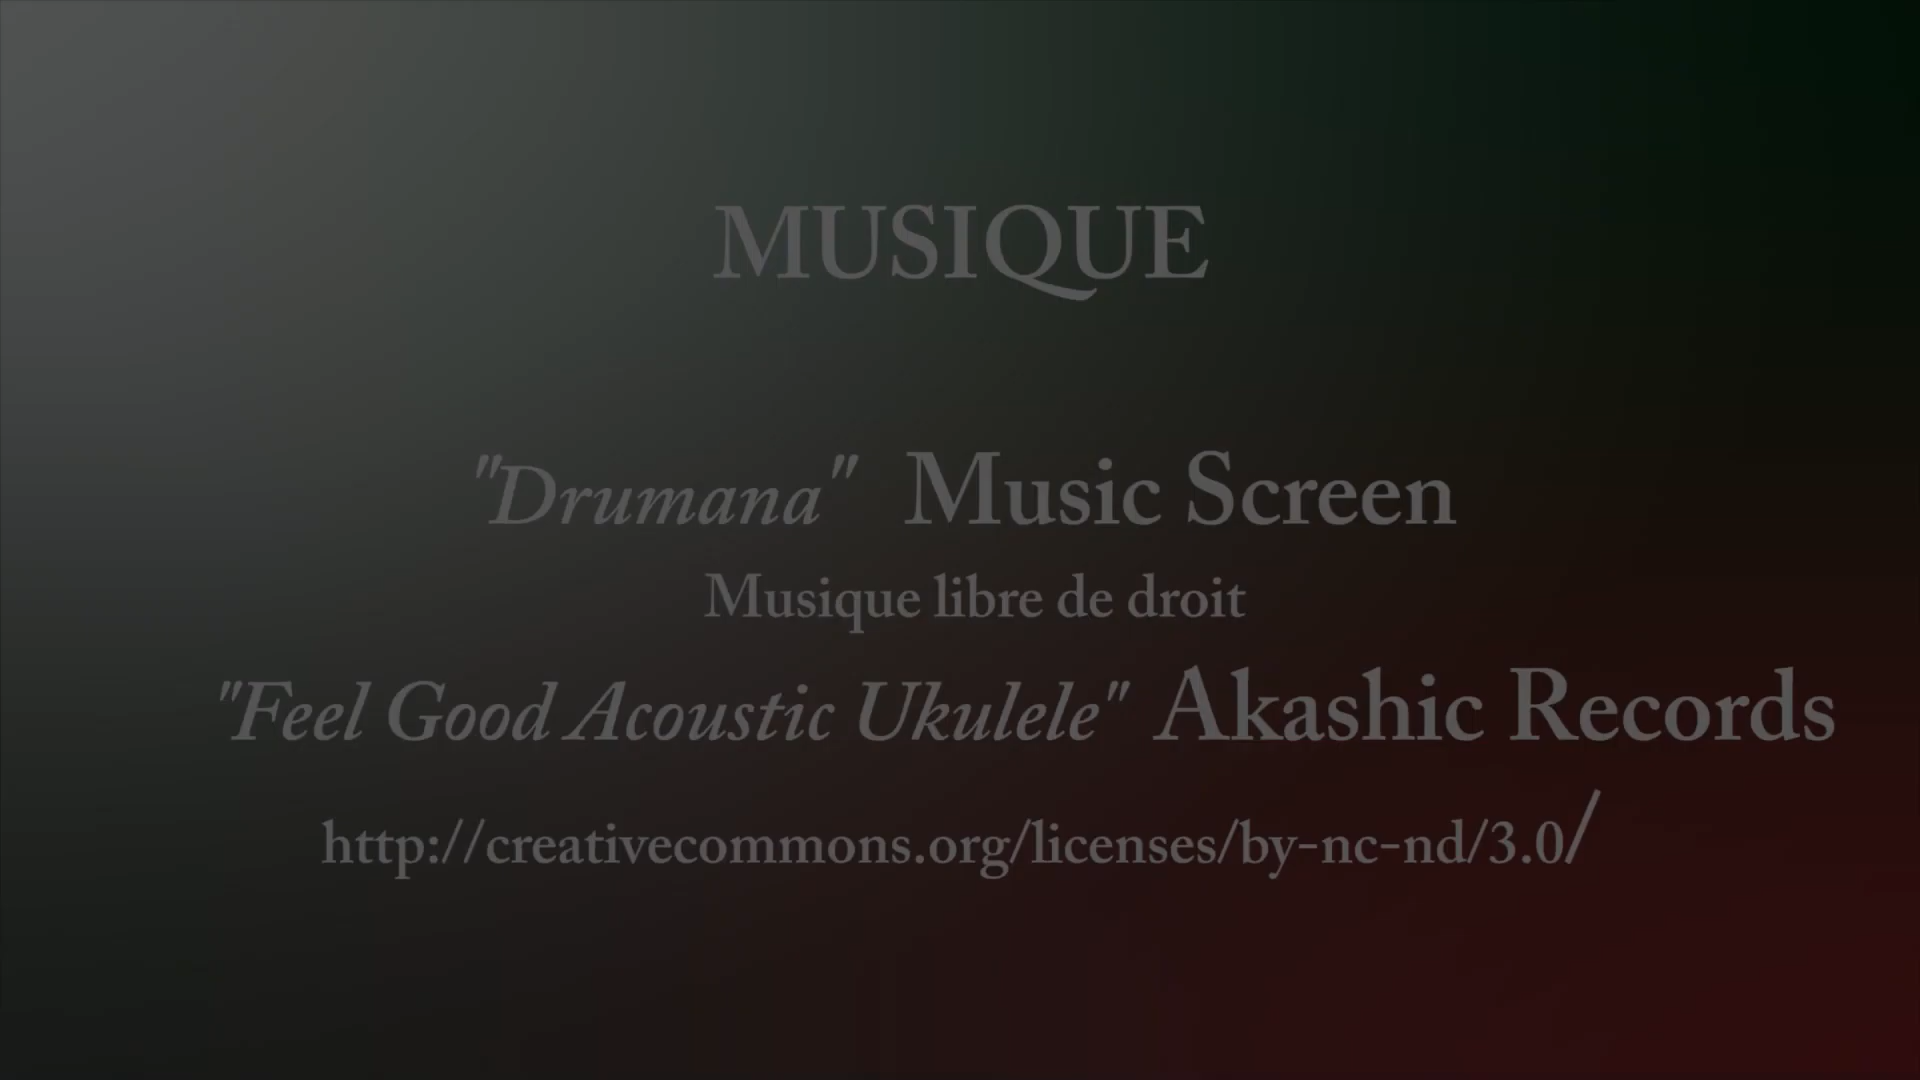 MUSIQUE
"Drumana" Music Screen
Musique libre de droit
"Feel Good Acoustic Ukulele" Akashic Records
http://creativecommons.org/licenses/by-nc-nd/3.0/